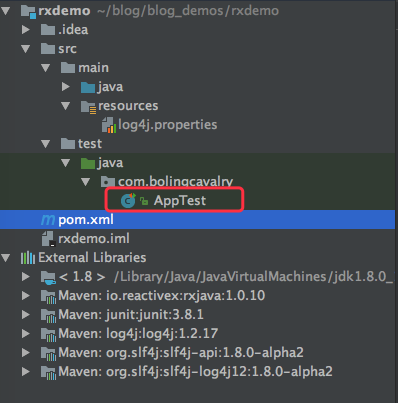 rxdemo ~/blog/blog_demos/rxdemo
.idea
src
main
java
resources
log4j.properties
test
java
com.bolingcavalry
AppTest
pom.xml
rxdemo.iml
External Libraries
< 1.8 > /Library/Java/JavaVirtualMachines/jdk1.8.0_
Maven: io.reactivex:rxjava:1.0.10
Maven: junit:junit:3.8.1
Maven: log4j:log4j:1.2.17
Maven: org.slf4j:slf4j-api:1.8.0-alpha2
Maven: org.slf4j:slf4j-log4j12:1.8.0-alpha2